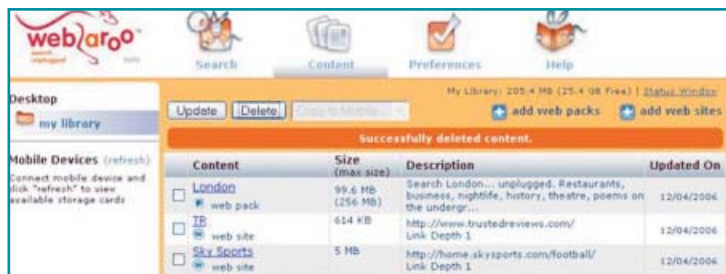 webaroo
search
unplugged
beta
Search
Content
Preferences
Help
Desktop
my library
Mobile Devices (refresh)
Connect mobile device and
click "refresh" to view
available storage cards
My Library: 205.4 MB (25.4 GB Free) | Status Window
Update
Delete
Copy to Mobile...
add web packs
add web sites
Successfully deleted content.
Content
Size
(max size)
Description
Updated On
London
web pack
99.6 MB
(256 MB)
Search London... unplugged. Restaurants,
business, nightlife, history, theatre, poems on
the undergr...
12/04/2006
TR
web site
614 KB
http://www.trustedreviews.com/
Link Depth 1
12/04/2006
Sky Sports
web site
5 MB
http://home.skysports.com/football/
Link Depth 1
12/04/2006